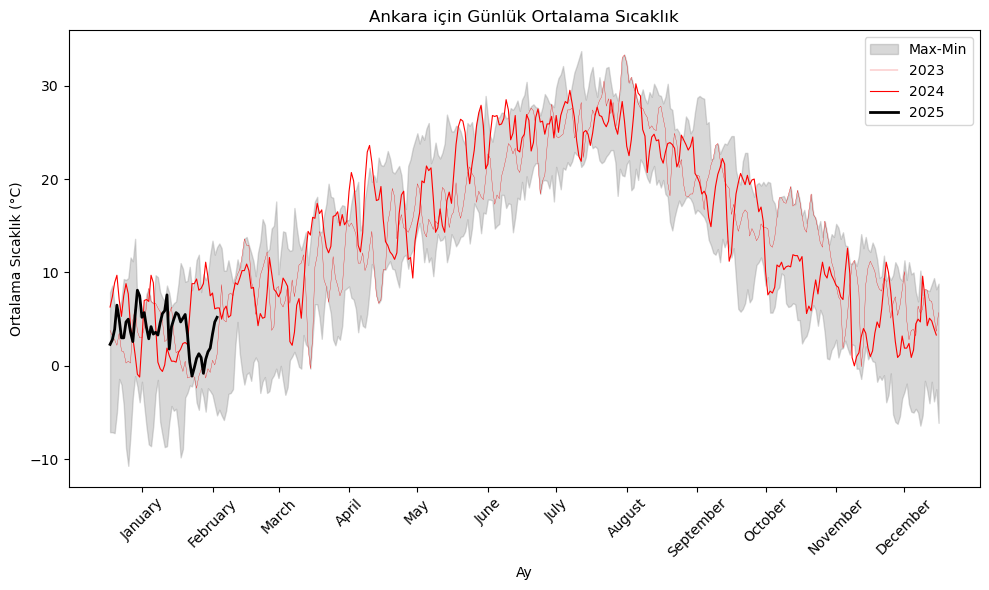 Ankara için Günlük Ortalama Sıcaklık
Max-Min
2023
2024
2025
Ortalama Sıcaklık (°C)
30
20
10
0
−10
January
February
March
April
May
June
July
August
September
October
November
December
Ay